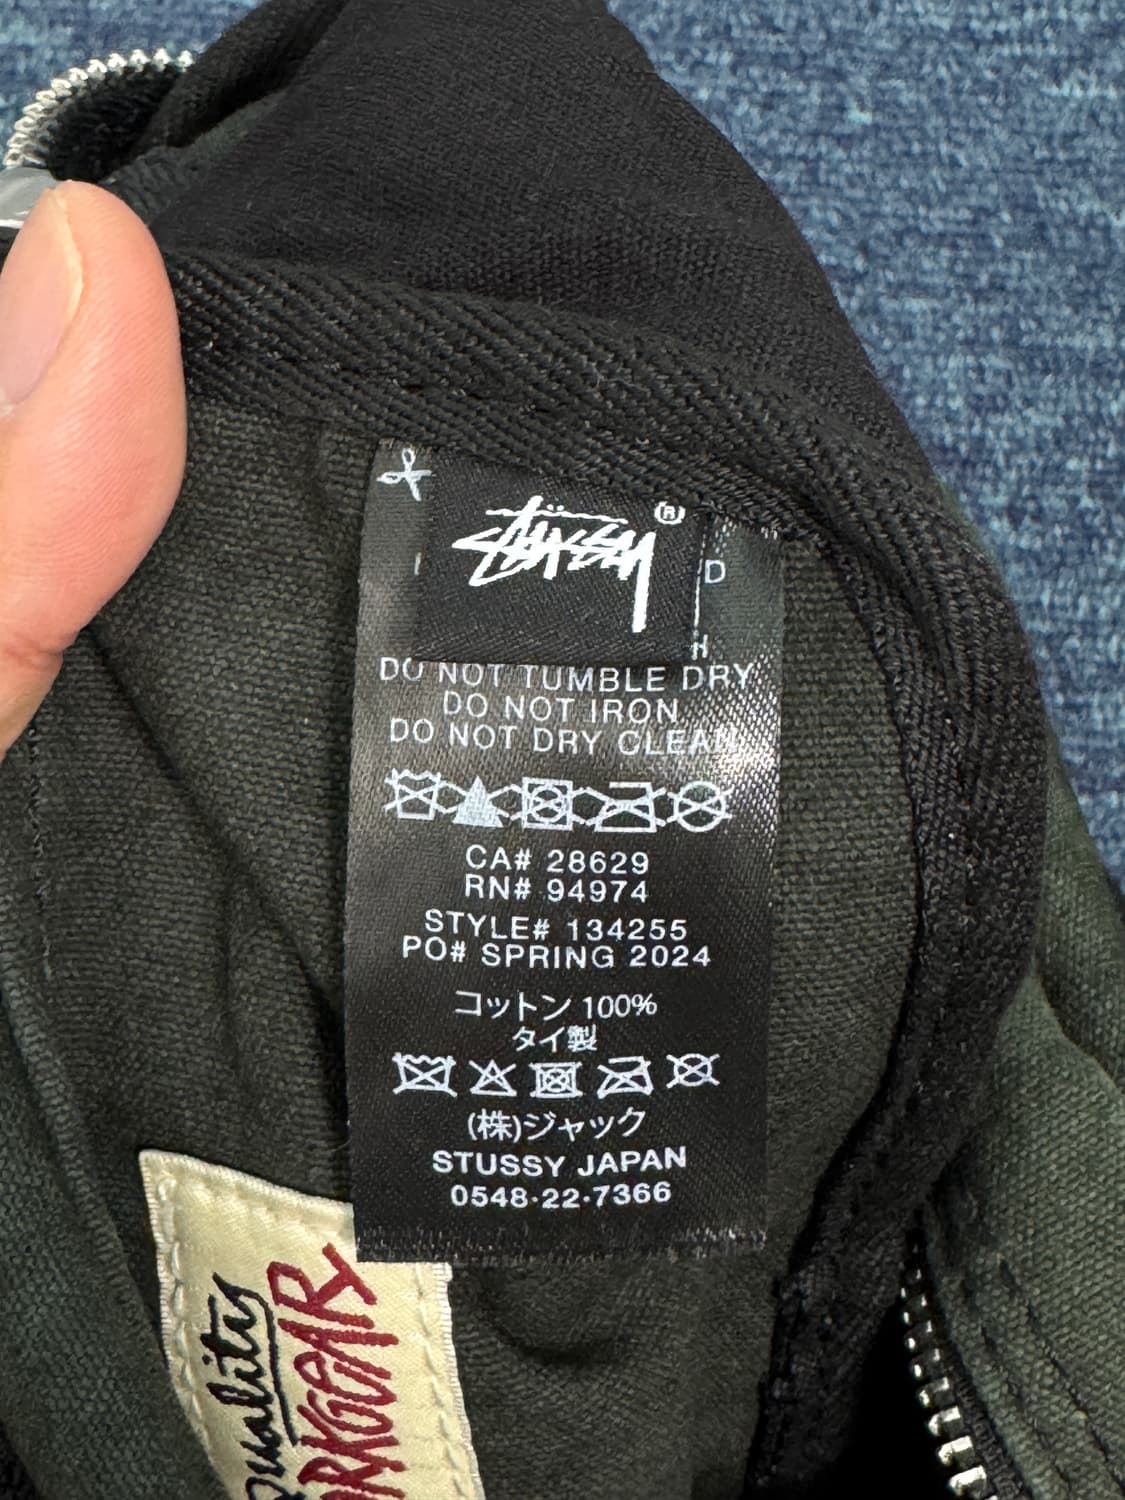 STÜSSY ®
D
H
DO NOT TUMBLE DRY
DO NOT IRON
DO NOT DRY CLEAN
CA# 28629
RN# 94974
STYLE# 134255
PO# SPRING 2024
コットン 100%
タイ製
(株)ジャック
STUSSY JAPAN
0548·22·7366
Quality